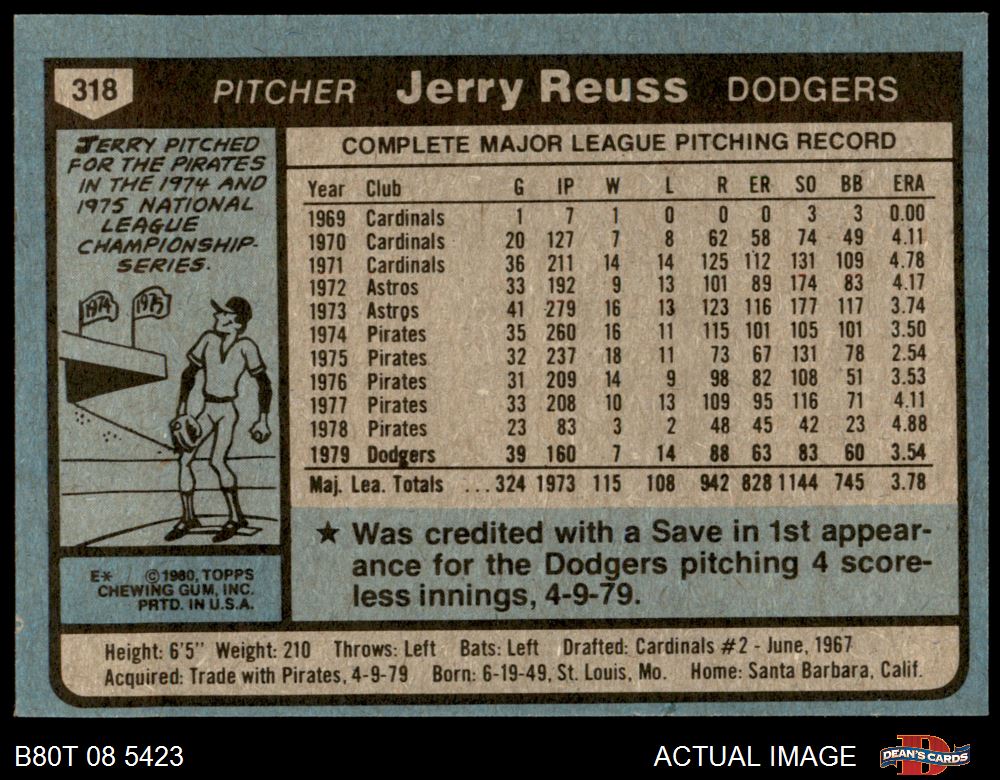 318 PITCHER Jerry Reuss DODGERS
JERRY PITCHED
FOR THE PIRATES
IN THE 1974 AND
1975 NATIONAL
LEAGUE
CHAMPIONSHIP-
SERIES.
1974 1975
E* © 1980, TOPPS
CHEWING GUM, INC.
PRTD. IN U.S.A.
COMPLETE MAJOR LEAGUE PITCHING RECORD
Year Club G IP W L R ER SO BB ERA
1969 Cardinals 1 7 1 0 0 0 3 3 0.00
1970 Cardinals 20 127 7 8 62 58 74 49 4.11
1971 Cardinals 36 211 14 14 125 112 131 109 4.78
1972 Astros 33 192 9 13 101 89 174 83 4.17
1973 Astros 41 279 16 13 123 116 177 117 3.74
1974 Pirates 35 260 16 11 115 101 105 101 3.50
1975 Pirates 32 237 18 11 73 67 131 78 2.54
1976 Pirates 31 209 14 9 98 82 108 51 3.53
1977 Pirates 33 208 10 13 109 95 116 71 4.11
1978 Pirates 23 83 3 2 48 45 42 23 4.88
1979 Dodgers 39 160 7 14 88 63 83 60 3.54
Maj. Lea. Totals ...324 1973 115 108 942 828 1144 745 3.78
★ Was credited with a Save in 1st appear-
ance for the Dodgers pitching 4 score-
less innings, 4-9-79.
Height: 6'5" Weight: 210 Throws: Left Bats: Left Drafted: Cardinals #2 - June, 1967
Acquired: Trade with Pirates, 4-9-79 Born: 6-19-49, St. Louis, Mo. Home: Santa Barbara, Calif.
B80T 08 5423 ACTUAL IMAGE DEAN'S CARDS